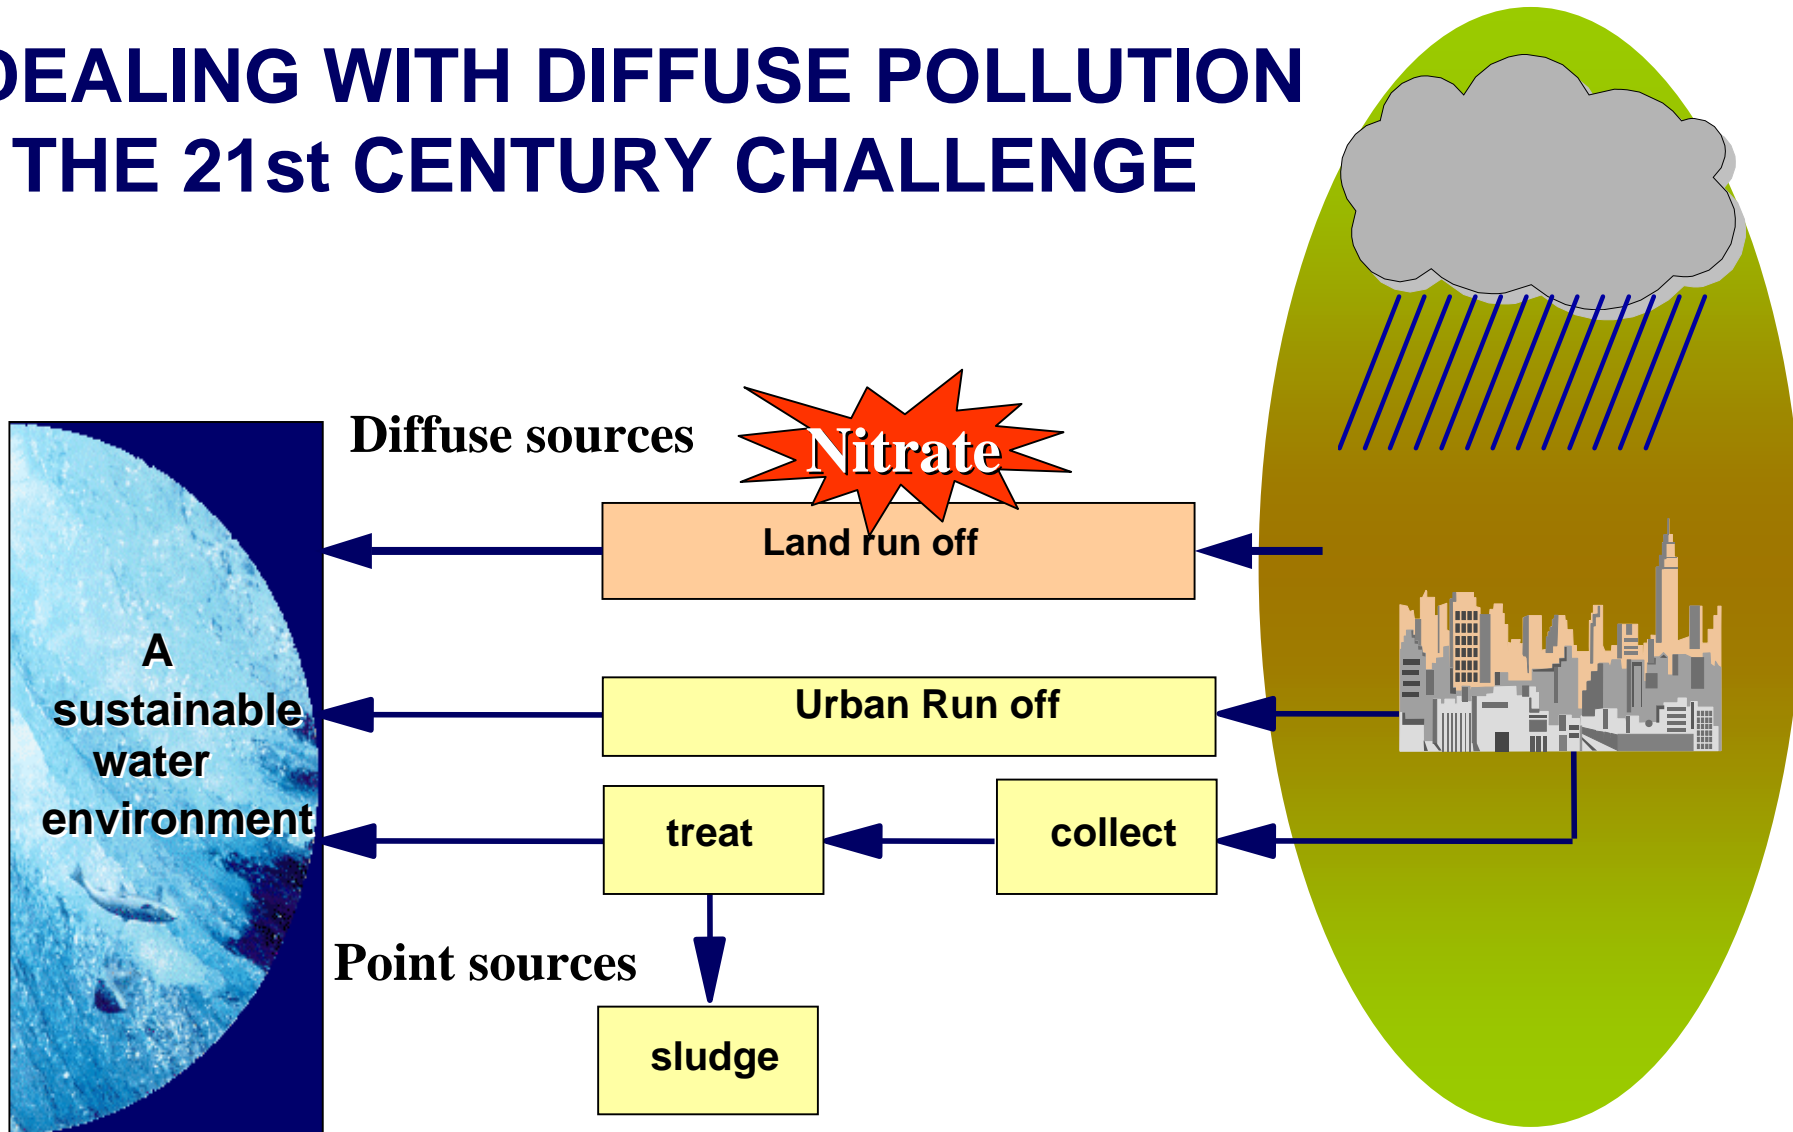 DEALING WITH DIFFUSE POLLUTION
THE 21st CENTURY CHALLENGE
Diffuse sources
Nitrate
Land run off
A
sustainable
water
environment
Urban Run off
treat
collect
Point sources
sludge